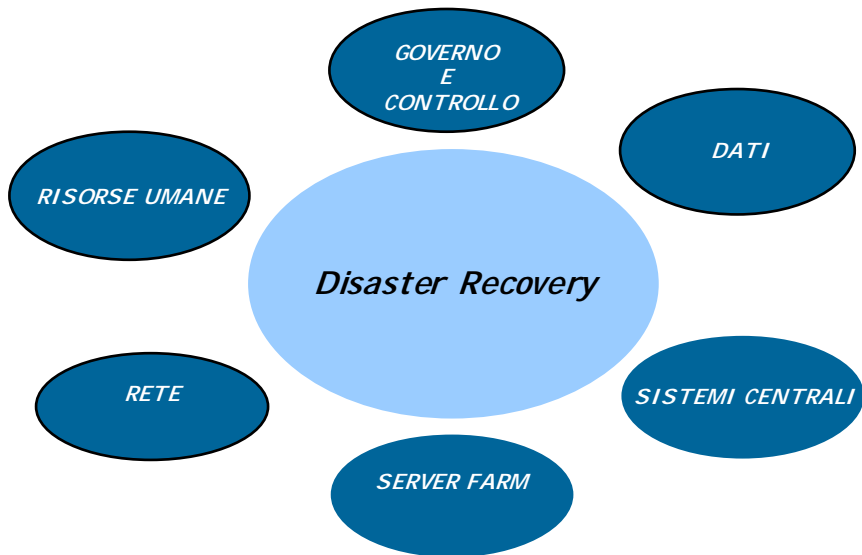 GOVERNO
E
CONTROLLO
DATI
RISORSE UMANE
Disaster Recovery
RETE
SISTEMI CENTRALI
SERVER FARM